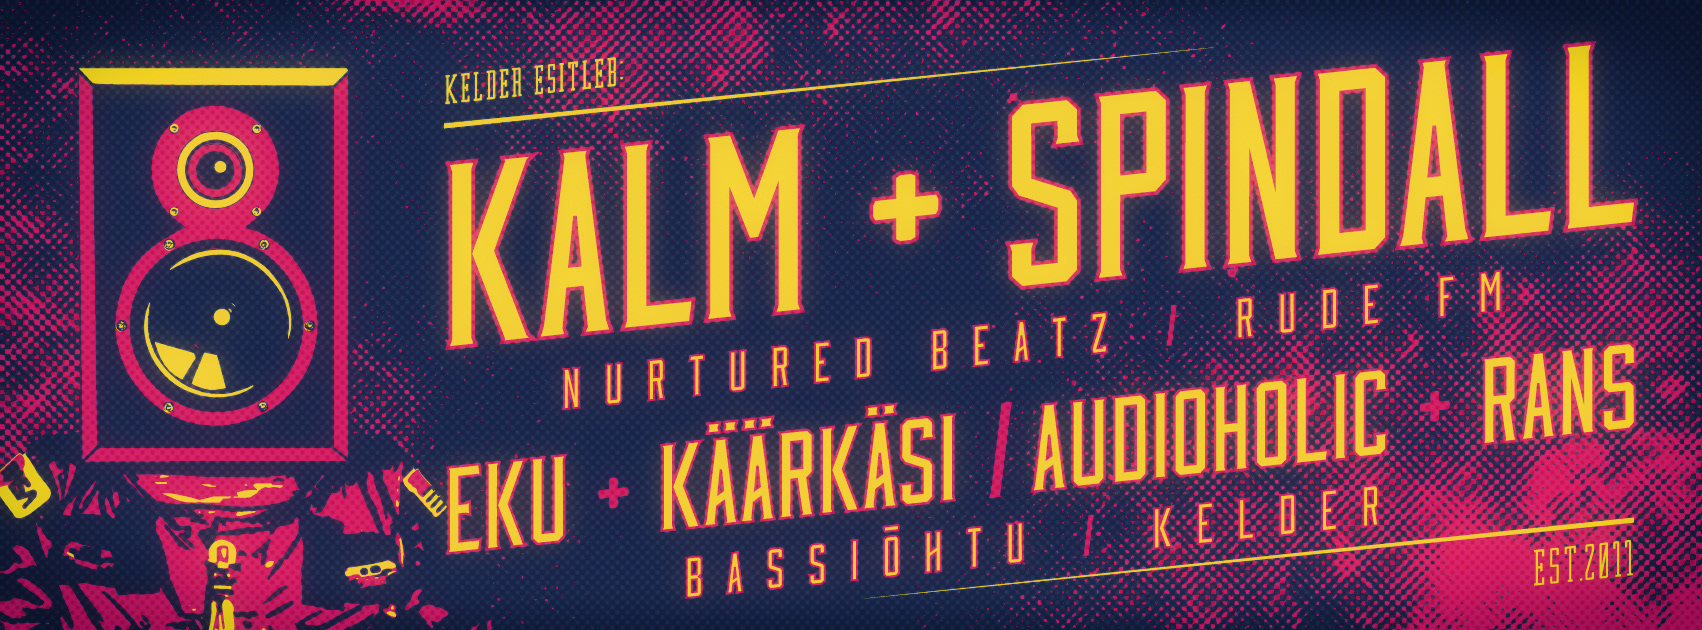 KELDER ESITLEB:
KALM + SPINDALL
NURTURED BEATZ / RUDE FM
EKU + KÄÄRKÄSI / AUDIOHOLIC + RANS
BASSIÕHTU / KELDER
EST.2011